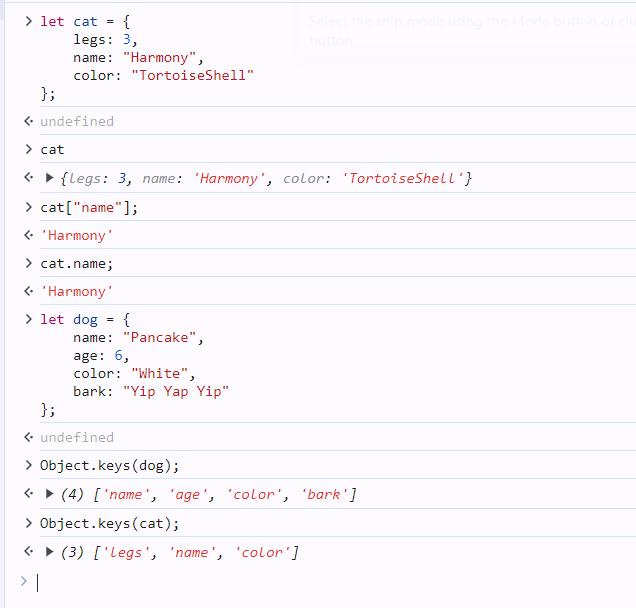 Select the snip mode using the Mode button or cli
button.
> let cat = {
legs: 3,
name: "Harmony",
color: "TortoiseShell"
};
undefined
> cat
▶ {legs: 3, name: 'Harmony', color: 'TortoiseShell'}
> cat["name"];
'Harmony'
> cat.name;
'Harmony'
> let dog = {
name: "Pancake",
age: 6,
color: "White",
bark: "Yip Yap Yip"
};
undefined
> Object.keys(dog);
▶ (4) ['name', 'age', 'color', 'bark']
> Object.keys(cat);
▶ (3) ['legs', 'name', 'color']
>